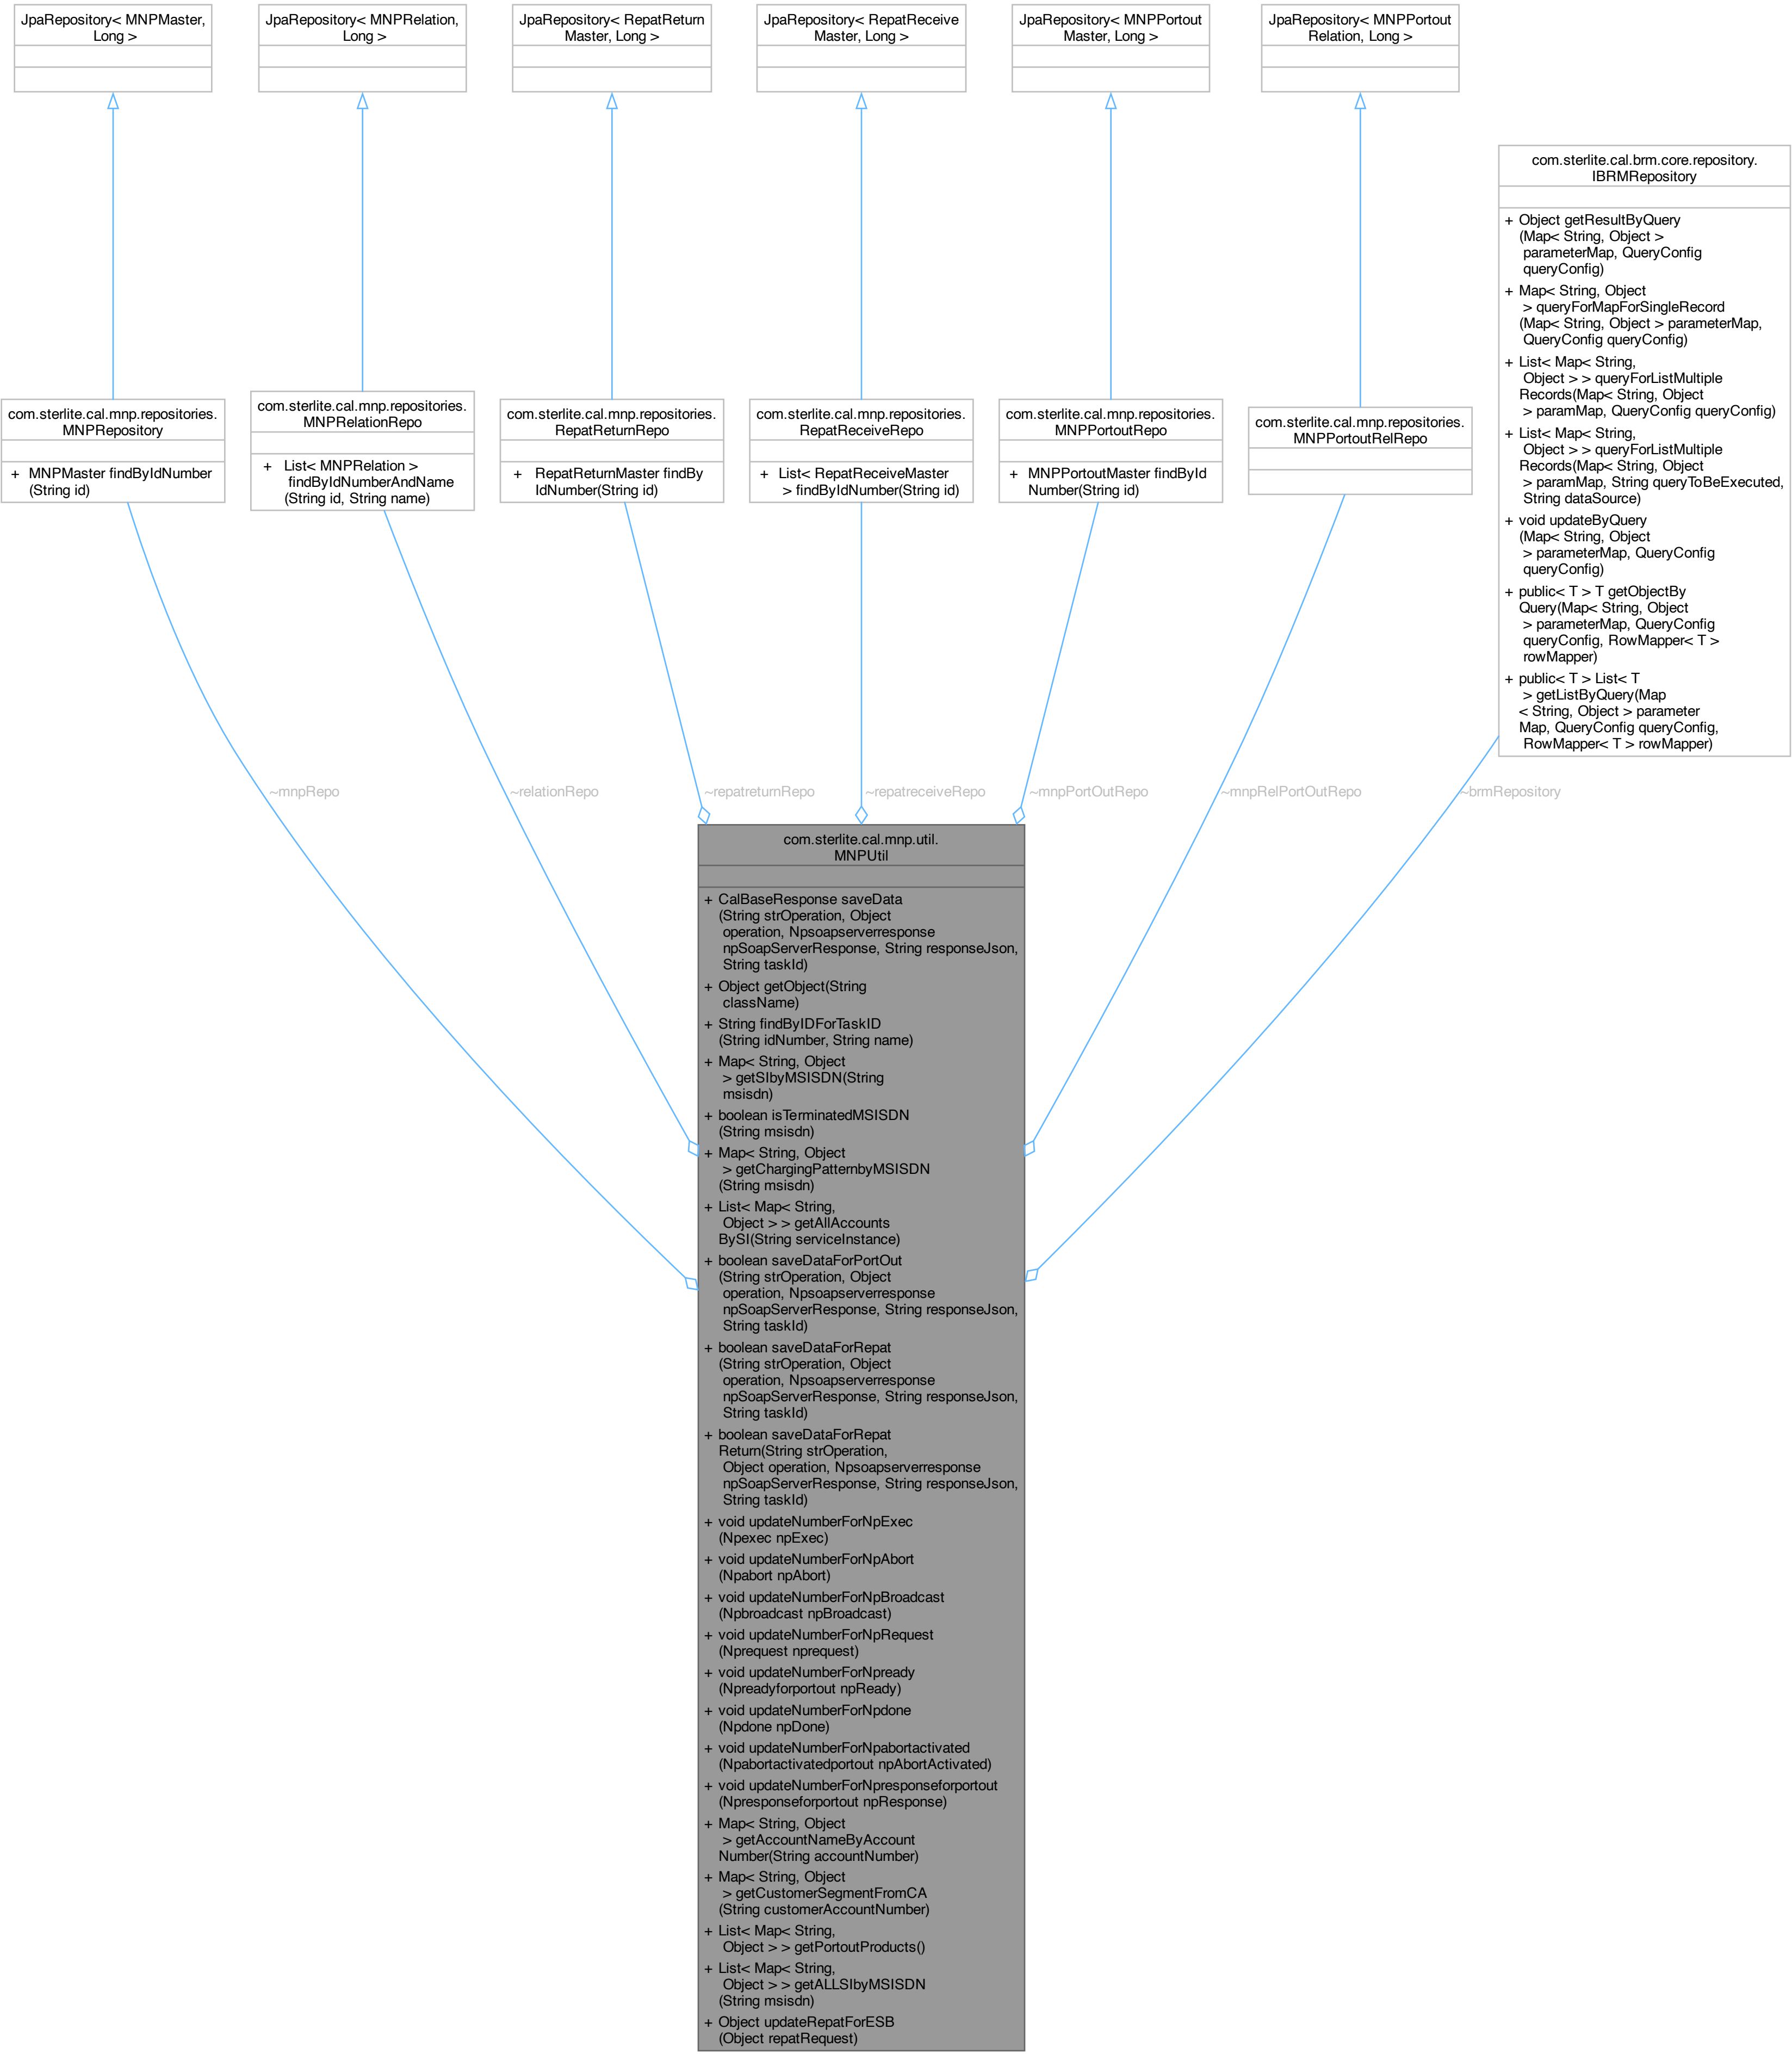 JpaRepository< MNPMaster,
Long >
JpaRepository< MNPRelation,
Long >
JpaRepository< RepatReturn
Master, Long >
JpaRepository< RepatReceive
Master, Long >
JpaRepository< MNPPortout
Master, Long >
JpaRepository< MNPPortout
Relation, Long >
com.sterlite.cal.brm.core.repository.
IBRMRepository
+ Object getResultByQuery
(Map< String, Object >
parameterMap, QueryConfig
queryConfig)
+ Map< String, Object
> queryForMapForSingleRecord
(Map< String, Object > parameterMap,
QueryConfig queryConfig)
+ List< Map< String,
Object > > queryForListMultiple
Records(Map< String, Object
> paramMap, QueryConfig queryConfig)
+ List< Map< String,
Object > > queryForListMultiple
Records(Map< String, Object
> paramMap, String queryToBeExecuted,
String dataSource)
+ void updateByQuery
(Map< String, Object
> parameterMap, QueryConfig
queryConfig)
+ public< T > T getObjectBy
Query(Map< String, Object
> parameterMap, QueryConfig
queryConfig, RowMapper< T >
rowMapper)
+ public< T > List< T
> getListByQuery(Map
< String, Object > parameter
Map, QueryConfig queryConfig,
RowMapper< T > rowMapper)
com.sterlite.cal.mnp.repositories.
MNPRepository
+ MNPMaster findByIdNumber
(String id)
com.sterlite.cal.mnp.repositories.
MNPRelationRepo
+ List< MNPRelation >
findByIdNumberAndName
(String id, String name)
com.sterlite.cal.mnp.repositories.
RepatReturnRepo
+ RepatReturnMaster findBy
IdNumber(String id)
com.sterlite.cal.mnp.repositories.
RepatReceiveRepo
+ List< RepatReceiveMaster
> findByIdNumber(String id)
com.sterlite.cal.mnp.repositories.
MNPPortoutRepo
+ MNPPortoutMaster findById
Number(String id)
com.sterlite.cal.mnp.repositories.
MNPPortoutRelRepo
~mnpRepo
~relationRepo
~repatreturnRepo
~repatreceiveRepo
~mnpPortOutRepo
~mnpRelPortOutRepo
~brmRepository
com.sterlite.cal.mnp.util.
MNPUtil
+ CalBaseResponse saveData
(String strOperation, Object
operation, Npsoapserverresponse
npSoapServerResponse, String responseJson,
String taskId)
+ Object getObject(String
className)
+ String findByIDForTaskID
(String idNumber, String name)
+ Map< String, Object
> getSIbyMSISDN(String
msisdn)
+ boolean isTerminatedMSISDN
(String msisdn)
+ Map< String, Object
> getChargingPatternbyMSISDN
(String msisdn)
+ List< Map< String,
Object > > getAllAccounts
BySI(String serviceInstance)
+ boolean saveDataForPortOut
(String strOperation, Object
operation, Npsoapserverresponse
npSoapServerResponse, String responseJson,
String taskId)
+ boolean saveDataForRepat
(String strOperation, Object
operation, Npsoapserverresponse
npSoapServerResponse, String responseJson,
String taskId)
+ boolean saveDataForRepat
Return(String strOperation,
Object operation, Npsoapserverresponse
npSoapServerResponse, String responseJson,
String taskId)
+ void updateNumberForNpExec
(Npexec npExec)
+ void updateNumberForNpAbort
(Npabort npAbort)
+ void updateNumberForNpBroadcast
(Npbroadcast npBroadcast)
+ void updateNumberForNpRequest
(Nprequest nprequest)
+ void updateNumberForNpready
(Npreadyforportout npReady)
+ void updateNumberForNpdone
(Npdone npDone)
+ void updateNumberForNpabortactivated
(Npabortactivatedportout npAbortActivated)
+ void updateNumberForNpresponseforportout
(Npresponseforportout npResponse)
+ Map< String, Object
> getAccountNameByAccount
Number(String accountNumber)
+ Map< String, Object
> getCustomerSegmentFromCA
(String customerAccountNumber)
+ List< Map< String,
Object > > getPortoutProducts()
+ List< Map< String,
Object > > getALLSIbyMSISDN
(String msisdn)
+ Object updateRepatForESB
(Object repatRequest)